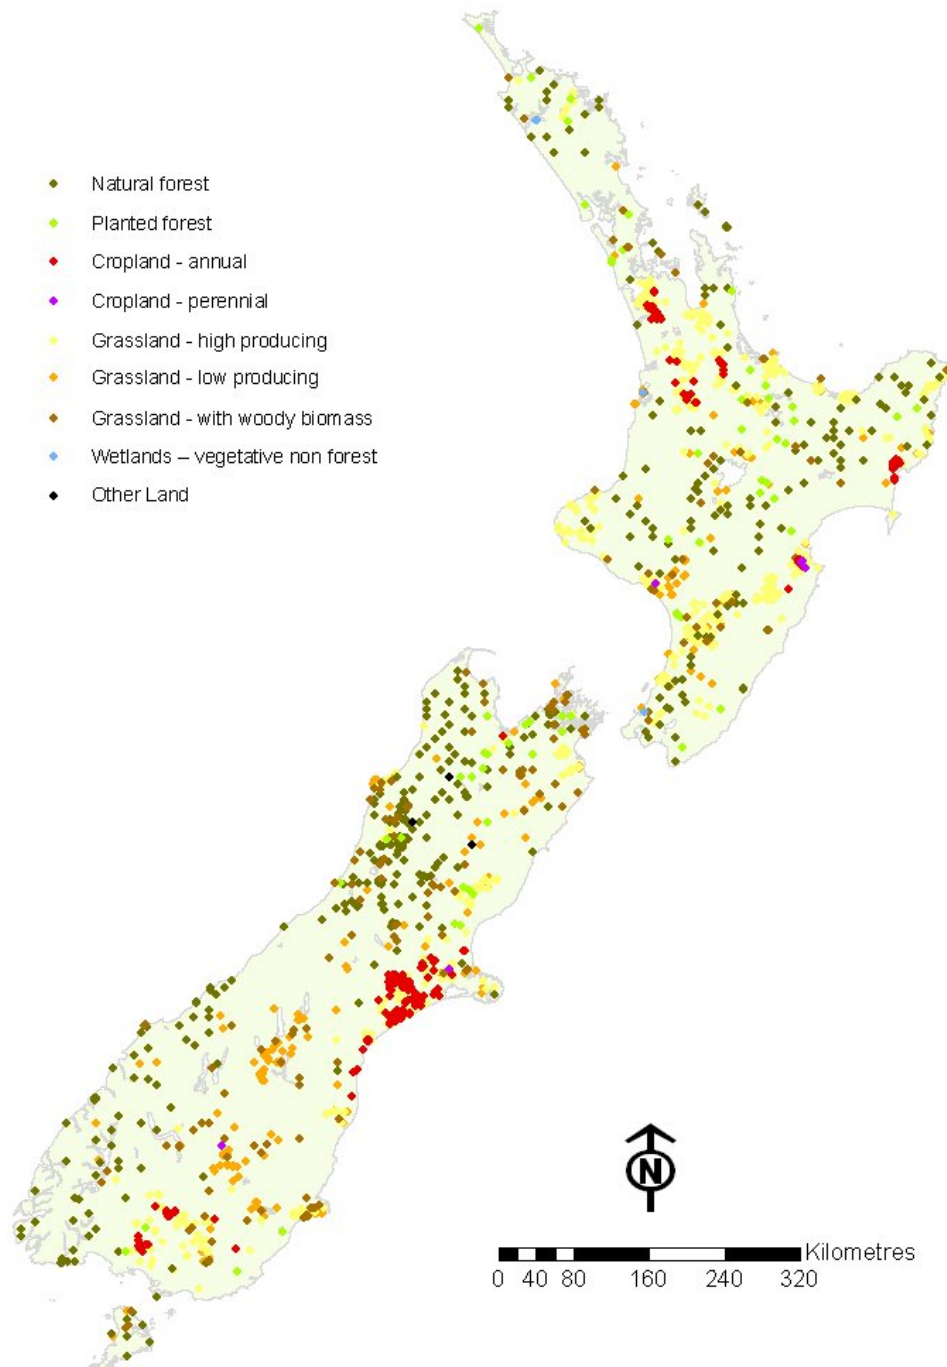 Natural forest
Planted forest
Cropland - annual
Cropland - perennial
Grassland - high producing
Grassland - low producing
Grassland - with woody biomass
Wetlands – vegetative non forest
Other Land
N
Kilometres
0 40 80 160 240 320